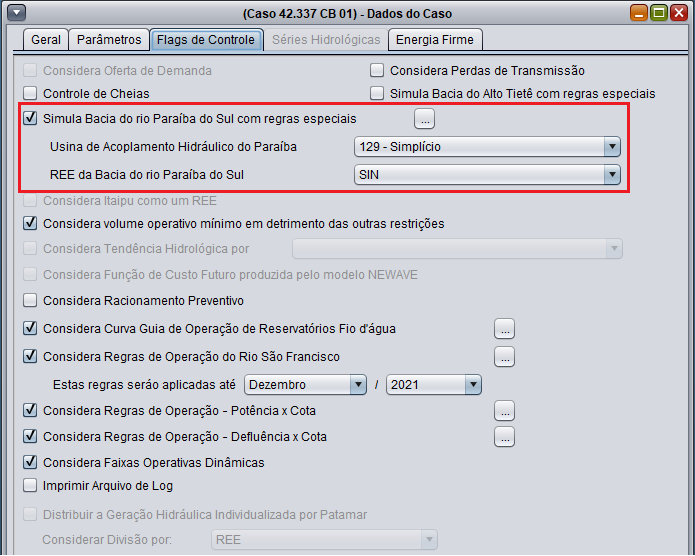 (Caso 42.337 CB 01) - Dados do Caso
Geral Parâmetros Flags de Controle Séries Hidrológicas Energia Firme
Considera Oferta de Demanda Considera Perdas de Transmissão
Controle de Cheias Simula Bacia do Alto Tietê com regras especiais
Simula Bacia do rio Paraíba do Sul com regras especiais ...
Usina de Acoplamento Hidráulico do Paraíba 129 - Simplício
REE da Bacia do rio Paraíba do Sul SIN
Considera Itaipu como um REE
Considera volume operativo mínimo em detrimento das outras restrições
Considera Tendência Hidrológica por
Considera Função de Custo Futuro produzida pelo modelo NEWAVE
Considera Racionamento Preventivo
Considera Curva Guia de Operação de Reservatórios Fio d'água ...
Considera Regras de Operação do Rio São Francisco ...
Estas regras seráo aplicadas até Dezembro / 2021
Considera Regras de Operação - Potência x Cota ...
Considera Regras de Operação - Defluência x Cota ...
Considera Faixas Operativas Dinâmicas
Imprimir Arquivo de Log
Distribuir a Geração Hidráulica Individualizada por Patamar
Considerar Divisão por: REE